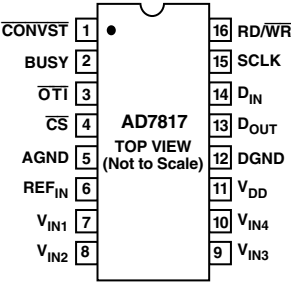 CONVST 1 16 RD/WR
BUSY 2 15 SCLK
OTI 3 14 DIN
CS 4 AD7817 13 DOUT
AGND 5 TOP VIEW 12 DGND
(Not to Scale)
REFIN 6 11 VDD
VIN1 7 10 VIN4
VIN2 8 9 VIN3